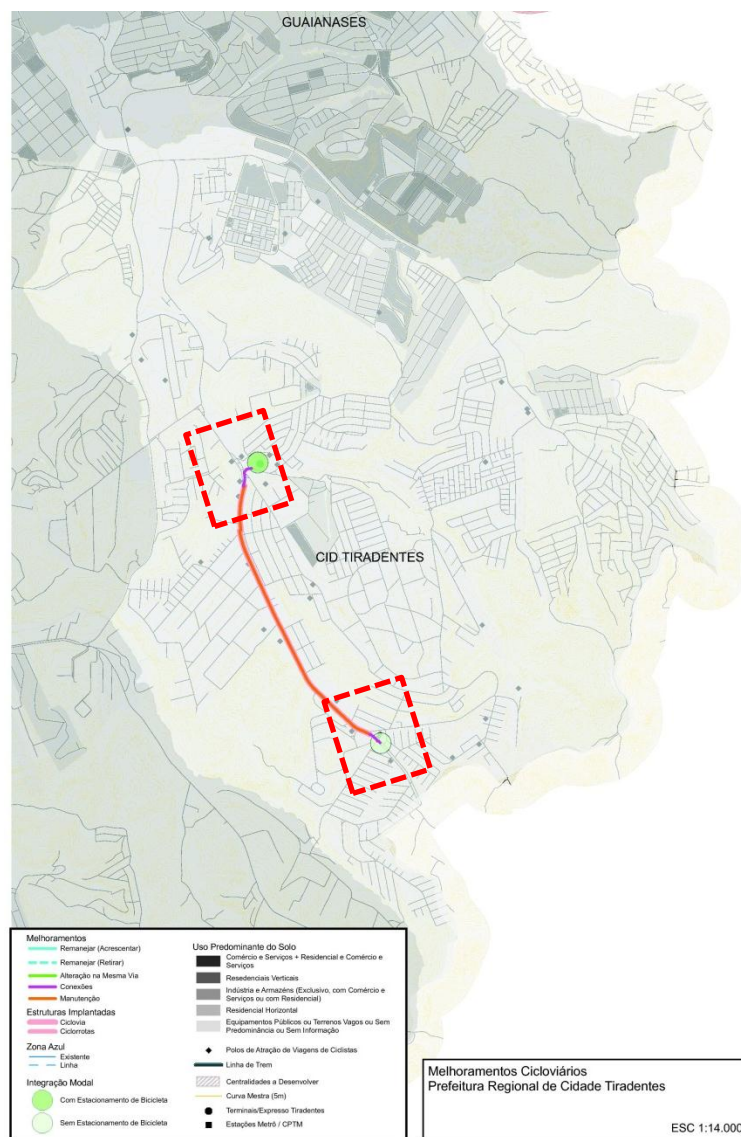 GUAIANASES
CID TIRADENTES
Melhoramentos
Remanejar (Acrescentar)
Remanejar (Retirar)
Alteração na Mesma Via
Conexões
Manutenção
Estruturas Implantadas
Ciclovia
Ciclorrotas
Zona Azul
Existente
Linha
Integração Modal
Com Estacionamento de Bicicleta
Sem Estacionamento de Bicicleta
Uso Predominante do Solo
Comércio e Serviços + Residencial e Comércio e
Serviços
Resedenciais Verticais
Indústria e Armazéns (Exclusivo, com Comércio e
Serviços ou com Residencial)
Residencial Horizontal
Equipamentos Públicos ou Terrenos Vagos ou Sem
Predominância ou Sem Informação
Polos de Atração de Viagens de Ciclistas
Linha de Trem
Centralidades a Desenvolver
Curva Mestra (5m)
Terminais/Expresso Tiradentes
Estações Metrô / CPTM
Melhoramentos Cicloviários
Prefeitura Regional de Cidade Tiradentes
ESC 1:14.000